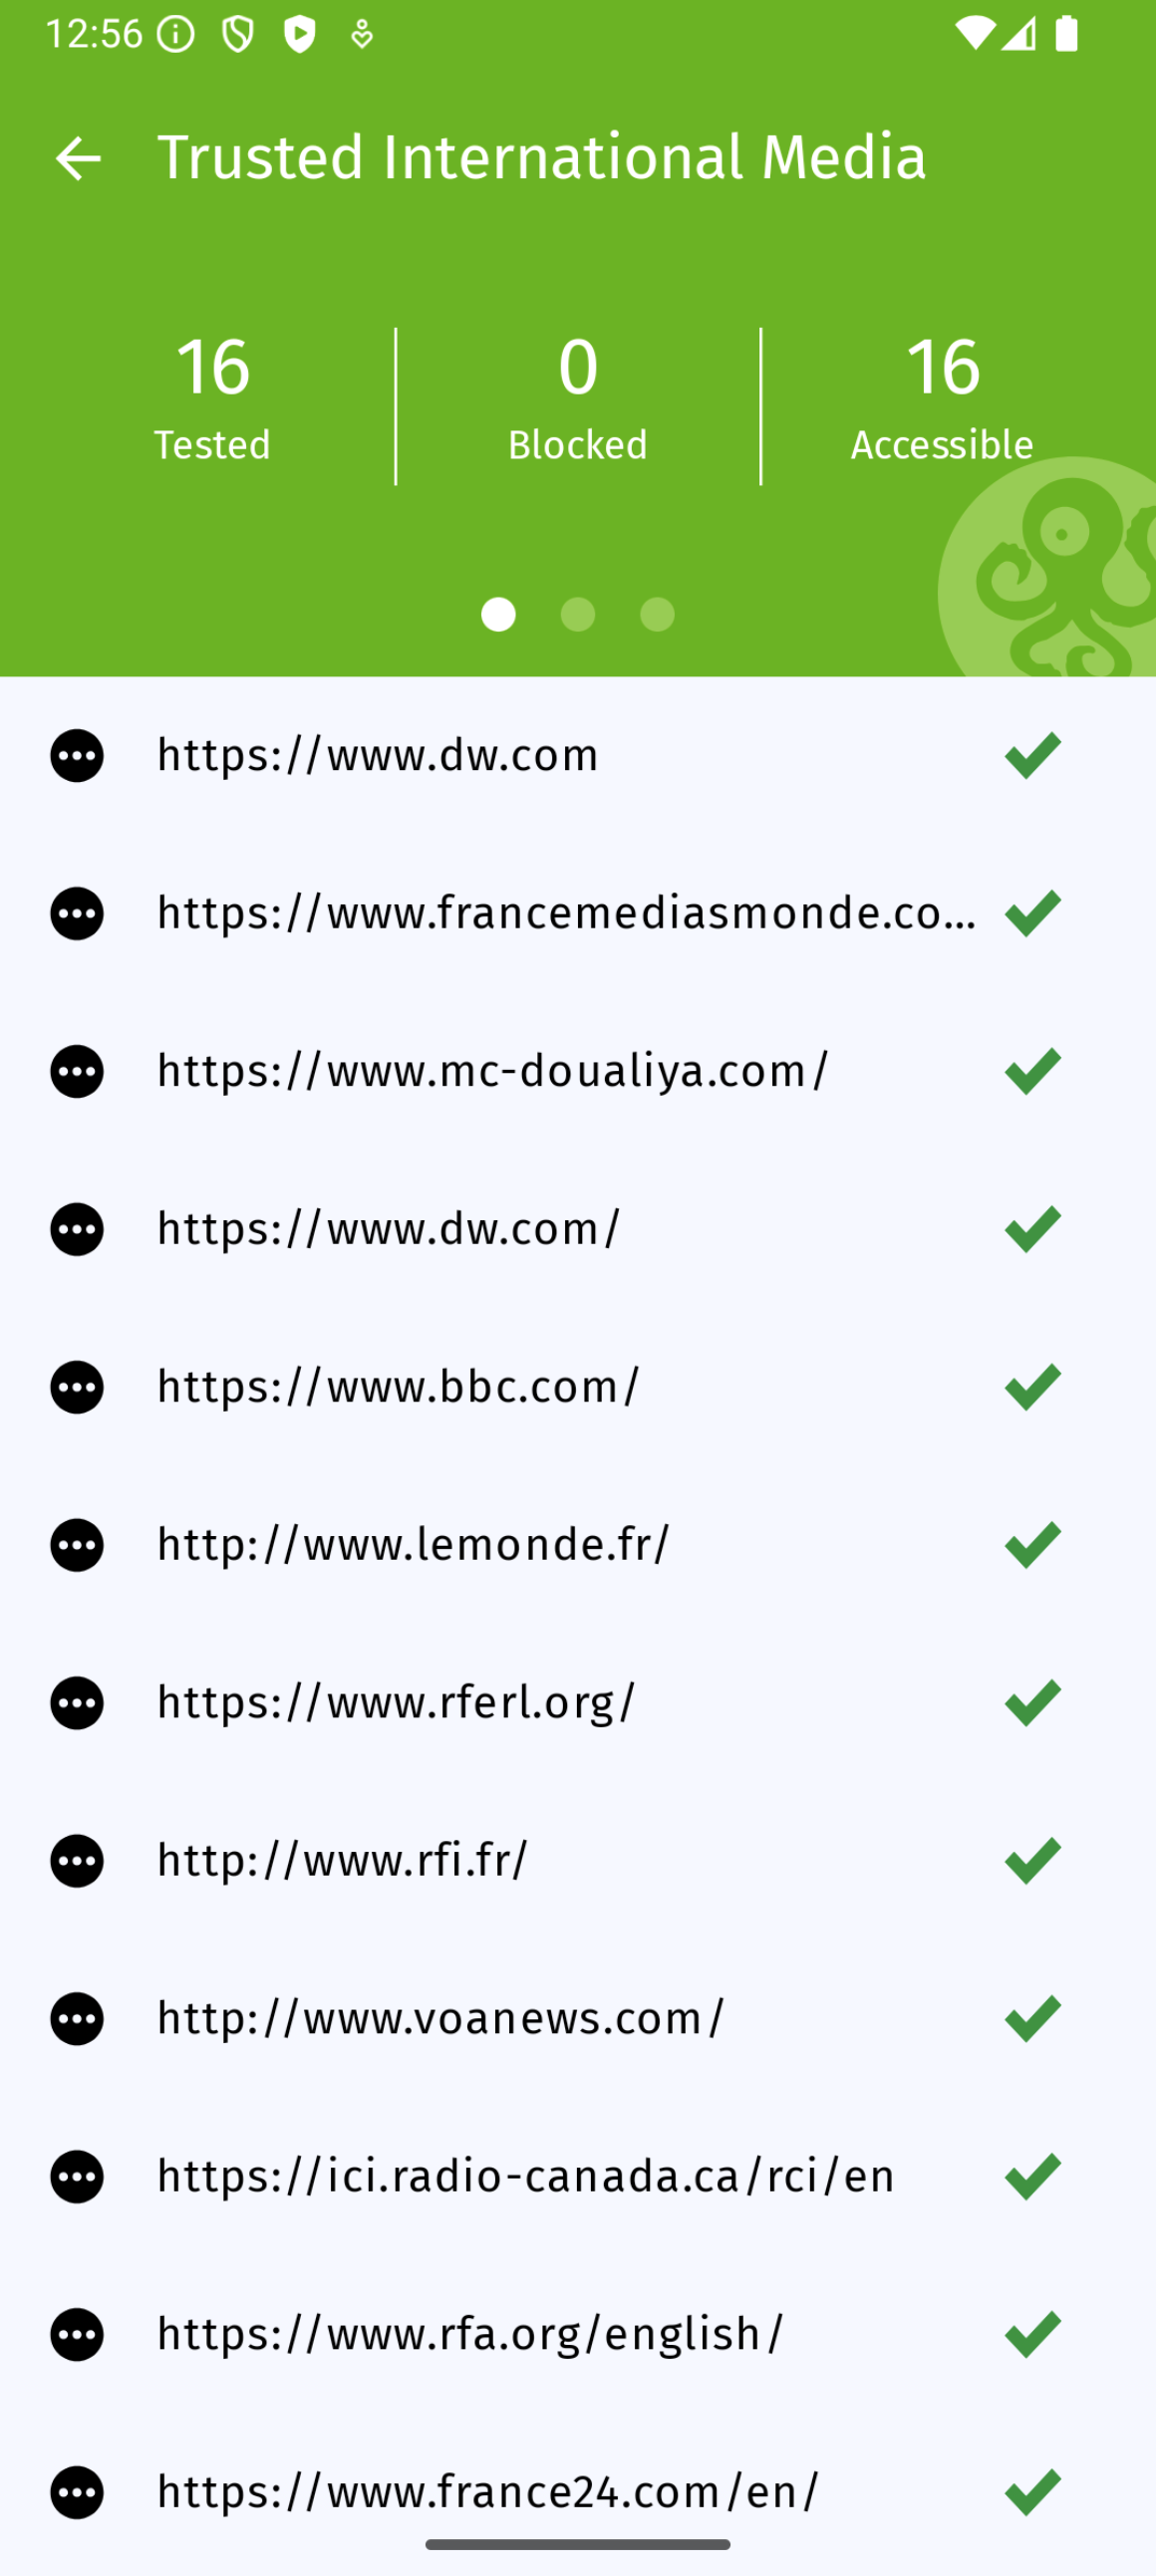 12:56
Trusted International Media
16
Tested
0
Blocked
16
Accessible
https://www.dw.com
https://www.francemediasmonde.co...
https://www.mc-doualiya.com/
https://www.dw.com/
https://www.bbc.com/
http://www.lemonde.fr/
https://www.rferl.org/
http://www.rfi.fr/
http://www.voanews.com/
https://ici.radio-canada.ca/rci/en
https://www.rfa.org/english/
https://www.france24.com/en/